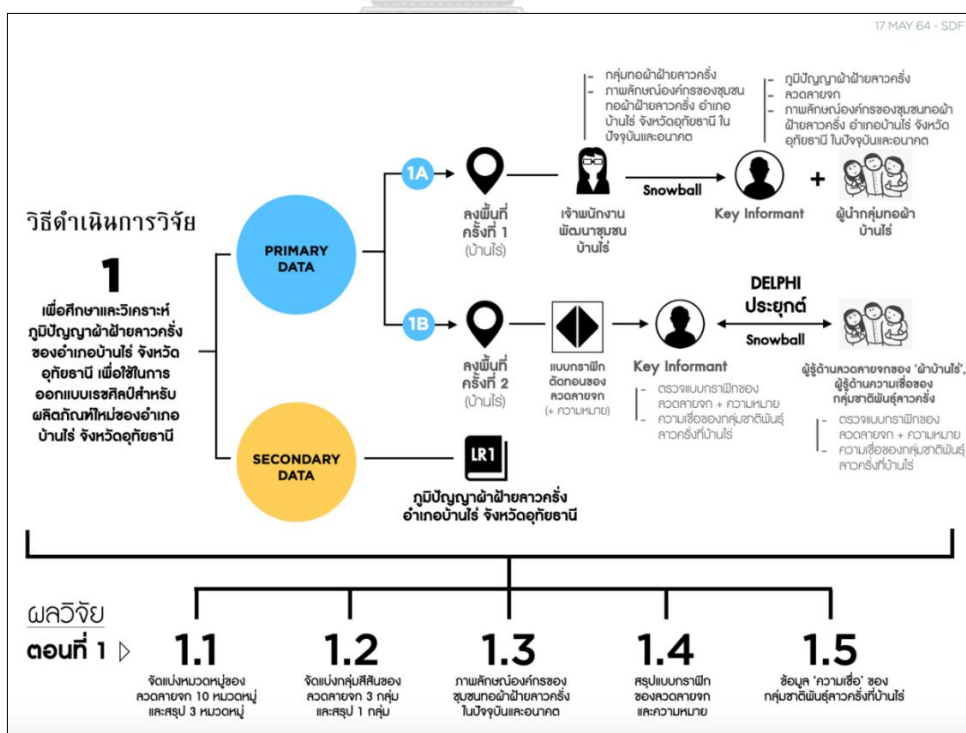 17 MAY 64 - SDF
- กลุ่มทอผ้าฝ้ายลาวครั่ง
- ภาพลักษณ์องค์กรของชุมชน
ทอผ้าฝ้ายลาวครั่ง อำเภอ
บ้านไร่ จังหวัดอุทัยธานี ใน
ปัจจุบันและอนาคต
- ภูมิปัญญาผ้าฝ้ายลาวครั่ง
- ลวดลายจก
- ภาพลักษณ์องค์กรของชุมชนทอผ้า
ฝ้ายลาวครั่ง อำเภอบ้านไร่ จังหวัด
อุทัยธานี ในปัจจุบันและอนาคต
วิธีดำเนินการวิจัย
1
เพื่อศึกษาและวิเคราะห์
ภูมิปัญญาผ้าฝ้ายลาวครั่ง
ของอำเภอบ้านไร่ จังหวัด
อุทัยธานี เพื่อใช้ในการ
ออกแบบเรขศิลป์สำหรับ
ผลิตภัณฑ์ใหม่ของอำเภอ
บ้านไร่ จังหวัดอุทัยธานี
PRIMARY
DATA
1A
ลงพื้นที่
ครั้งที่ 1
(บ้านไร่)
เจ้าพนักงาน
พัฒนาชุมชน
บ้านไร่
Snowball
Key Informant
+
ผู้นำกลุ่มทอผ้า
บ้านไร่
1B
ลงพื้นที่
ครั้งที่ 2
(บ้านไร่)
แบบกราฟิก
ตัดทอนของ
ลวดลายจก
(+ ความหมาย)
Key Informant
- ตรวจแบบกราฟิกของ
ลวดลายจก + ความหมาย
- ความเชื่อของกลุ่มชาติพันธุ์
ลาวครั่งที่บ้านไร่
DELPHI
ประยุกต์
Snowball
ผู้รู้ด้านลวดลายจกของ 'ผ้าบ้านไร่',
ผู้รู้ด้านความเชื่อของ
กลุ่มชาติพันธุ์ลาวครั่ง
- ตรวจแบบกราฟิกของ
ลวดลายจก + ความหมาย
- ความเชื่อของกลุ่มชาติพันธุ์
ลาวครั่งที่บ้านไร่
SECONDARY
DATA
LR1
ภูมิปัญญาผ้าฝ้ายลาวครั่ง
อำเภอบ้านไร่ จังหวัดอุทัยธานี
ผลวิจัย
ตอนที่ 1
1.1
จัดแบ่งหมวดหมู่ของ
ลวดลายจก 10 หมวดหมู่
และสรุป 3 หมวดหมู่
1.2
จัดแบ่งกลุ่มสีสันของ
ลวดลายจก 3 กลุ่ม
และสรุป 1 กลุ่ม
1.3
ภาพลักษณ์องค์กรของ
ชุมชนทอผ้าฝ้ายลาวครั่ง
ในปัจจุบันและอนาคต
1.4
สรุปแบบกราฟิก
ของลวดลายจก
และความหมาย
1.5
ข้อมูล 'ความเชื่อ' ของ
กลุ่มชาติพันธุ์ลาวครั่งที่บ้านไร่